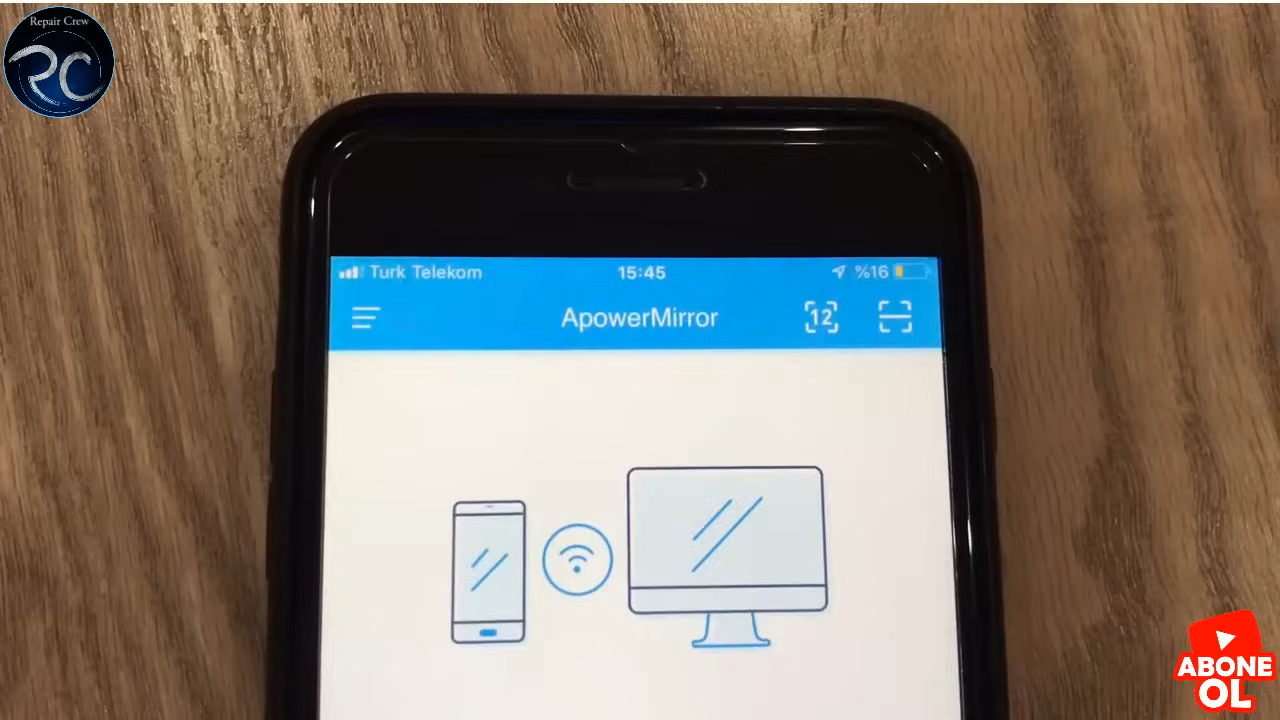 Repair Crew
RC
Turk Telekom
15:45
%16
ApowerMirror
12
ABONE
OL